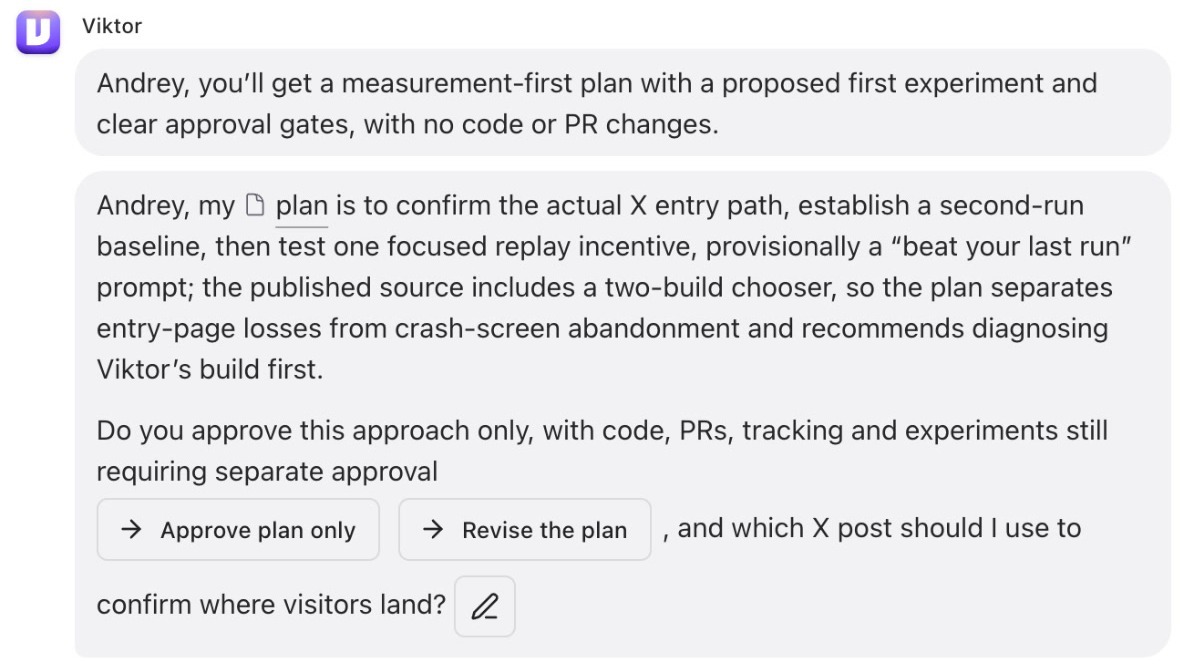 Viktor
Andrey, you’ll get a measurement-first plan with a proposed first experiment and
clear approval gates, with no code or PR changes.
Andrey, my plan is to confirm the actual X entry path, establish a second-run
baseline, then test one focused replay incentive, provisionally a “beat your last run”
prompt; the published source includes a two-build chooser, so the plan separates
entry-page losses from crash-screen abandonment and recommends diagnosing
Viktor’s build first.
Do you approve this approach only, with code, PRs, tracking and experiments still
requiring separate approval
→ Approve plan only → Revise the plan , and which X post should I use to
confirm where visitors land?